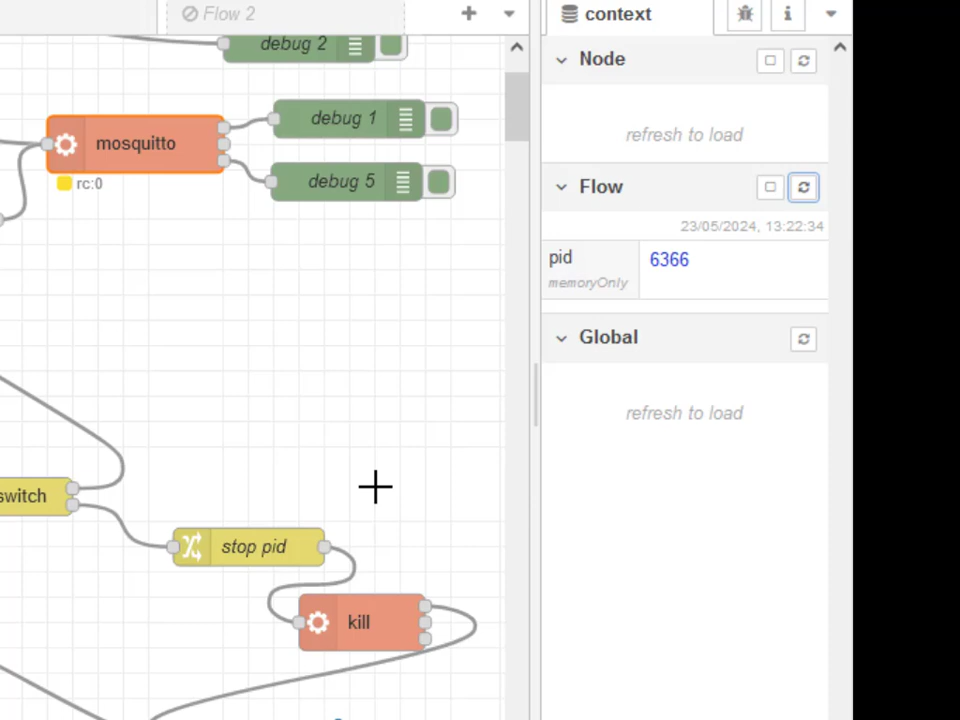 Flow 2
context
debug 2
Node
debug 1
mosquitto
refresh to load
debug 5
rc:0
Flow
23/05/2024, 13:22:34
pid
6366
memoryOnly
Global
refresh to load
switch
stop pid
kill